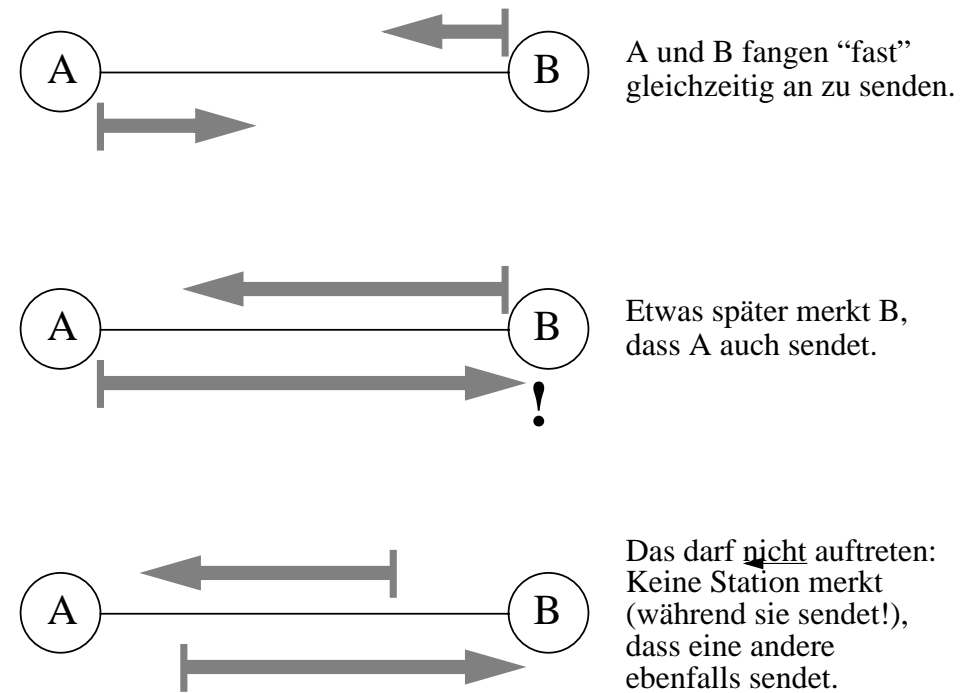 A
B
A und B fangen “fast”
gleichzeitig an zu senden.
A
B
!
Etwas später merkt B,
dass A auch sendet.
A
B
Das darf nicht auftreten:
Keine Station merkt
(während sie sendet!),
dass eine andere
ebenfalls sendet.